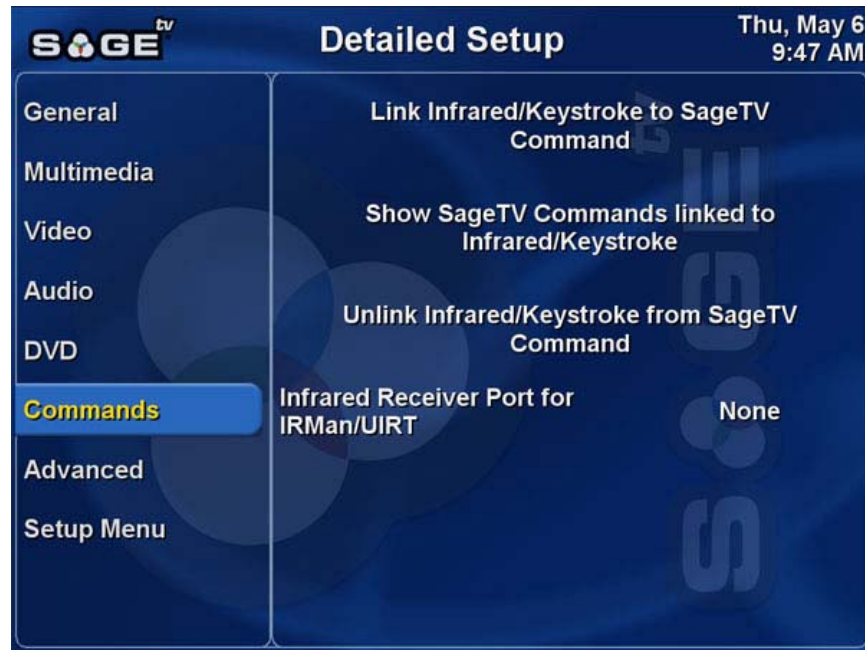 SAGE tv
Detailed Setup
Thu, May 6
9:47 AM
General
Multimedia
Video
Audio
DVD
Commands
Advanced
Setup Menu
Link Infrared/Keystroke to SageTV
Command
Show SageTV Commands linked to
Infrared/Keystroke
Unlink Infrared/Keystroke from SageTV
Command
Infrared Receiver Port for
IRMan/UIRT
None
SAGE tv